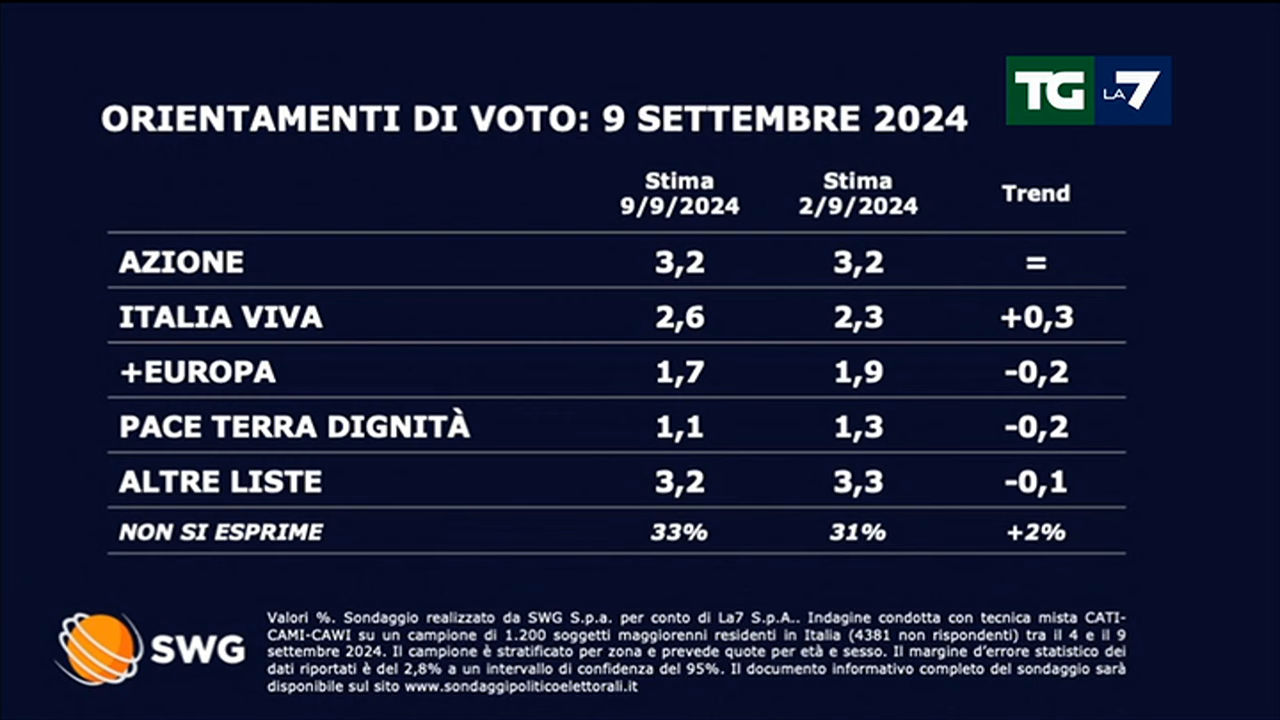 TG LA7
ORIENTAMENTI DI VOTO: 9 SETTEMBRE 2024
Stima Stima Trend
9/9/2024 2/9/2024
AZIONE 3,2 3,2 =
ITALIA VIVA 2,6 2,3 +0,3
+EUROPA 1,7 1,9 -0,2
PACE TERRA DIGNITÀ 1,1 1,3 -0,2
ALTRE LISTE 3,2 3,3 -0,1
NON SI ESPRIME 33% 31% +2%
SWG
Valori %. Sondaggio realizzato da SWG S.p.a. per conto di La7 S.p.A.. Indagine condotta con tecnica mista CATI-
CAMI-CAWI su un campione di 1.200 soggetti maggiorenni residenti in Italia (4381 non rispondenti) tra il 4 e il 9
settembre 2024. Il campione è stratificato per zona e prevede quote per età e sesso. Il margine d'errore statistico dei
dati riportati è del 2,8% a un intervallo di confidenza del 95%. Il documento informativo completo del sondaggio sarà
disponibile sul sito www.sondaggipoliticoelettorali.it